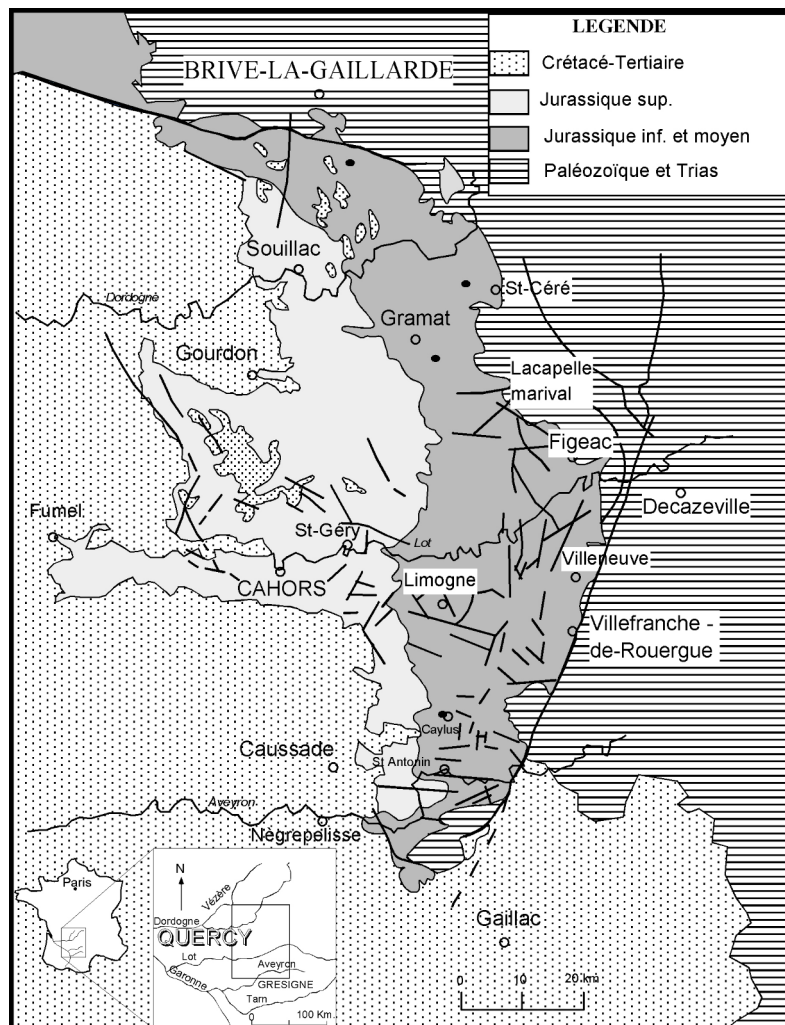 LEGENDE
Crétacé-Tertiaire
Jurassique sup.
Jurassique inf. et moyen
Paléozoïque et Trias
BRIVE-LA-GAILLARDE
Souillac
Dordogne
St-Céré
Gramat
Gourdon
Lacapelle
marival
Figeac
Fumel
Decazeville
St-Géry
Lot
Villeneuve
CAHORS
Limogne
Villefranche -
de-Rouergue
Caylus
Caussade
St Antonin
Aveyron
Nègrepelisse
Gaillac
Paris
N
Vézère
Dordogne
QUERCY
Lot
Aveyron
Garonne
GRESIGNE
Tarn
0 100 Km.
0 10 20 km